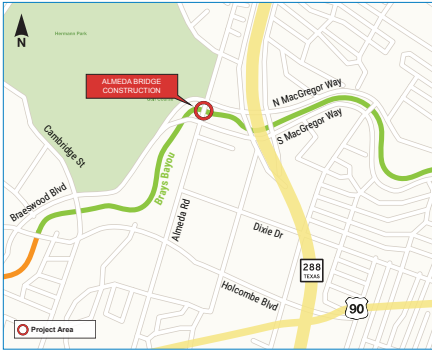 N
Hermann Park
ALMEDA BRIDGE
CONSTRUCTION
N MacGregor Way
S MacGregor Way
Cambridge St
Braeswood Blvd
Brays Bayou
Almeda Rd
Dixie Dr
288
TEXAS
Holcombe Blvd
90
Project Area